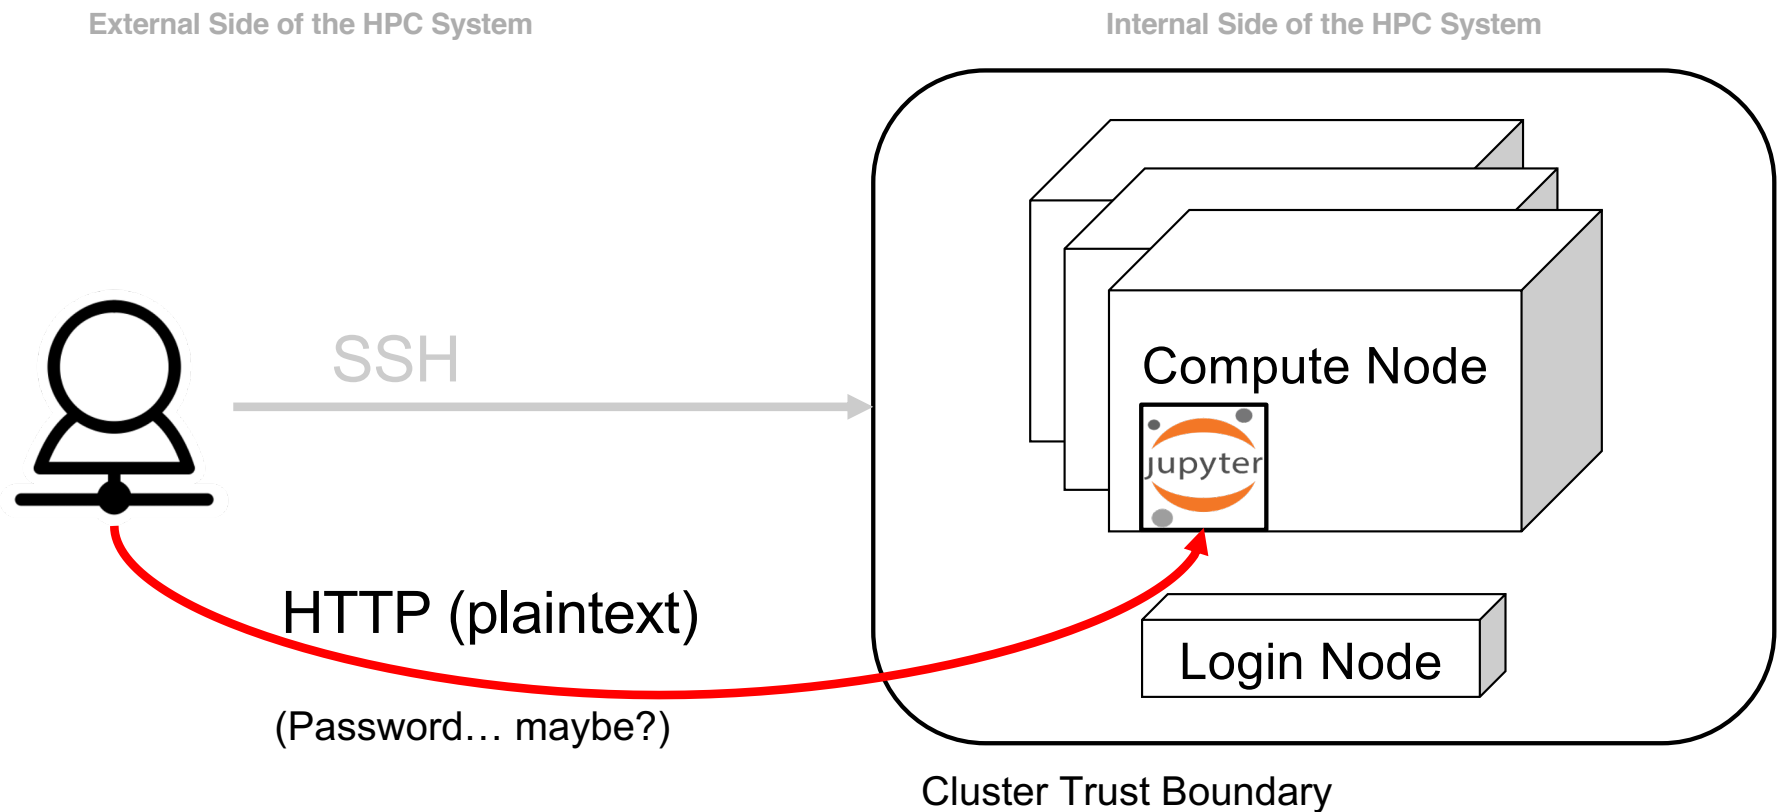 External Side of the HPC System
Internal Side of the HPC System
SSH
Compute Node
jupyter
HTTP (plaintext)
Login Node
(Password… maybe?)
Cluster Trust Boundary